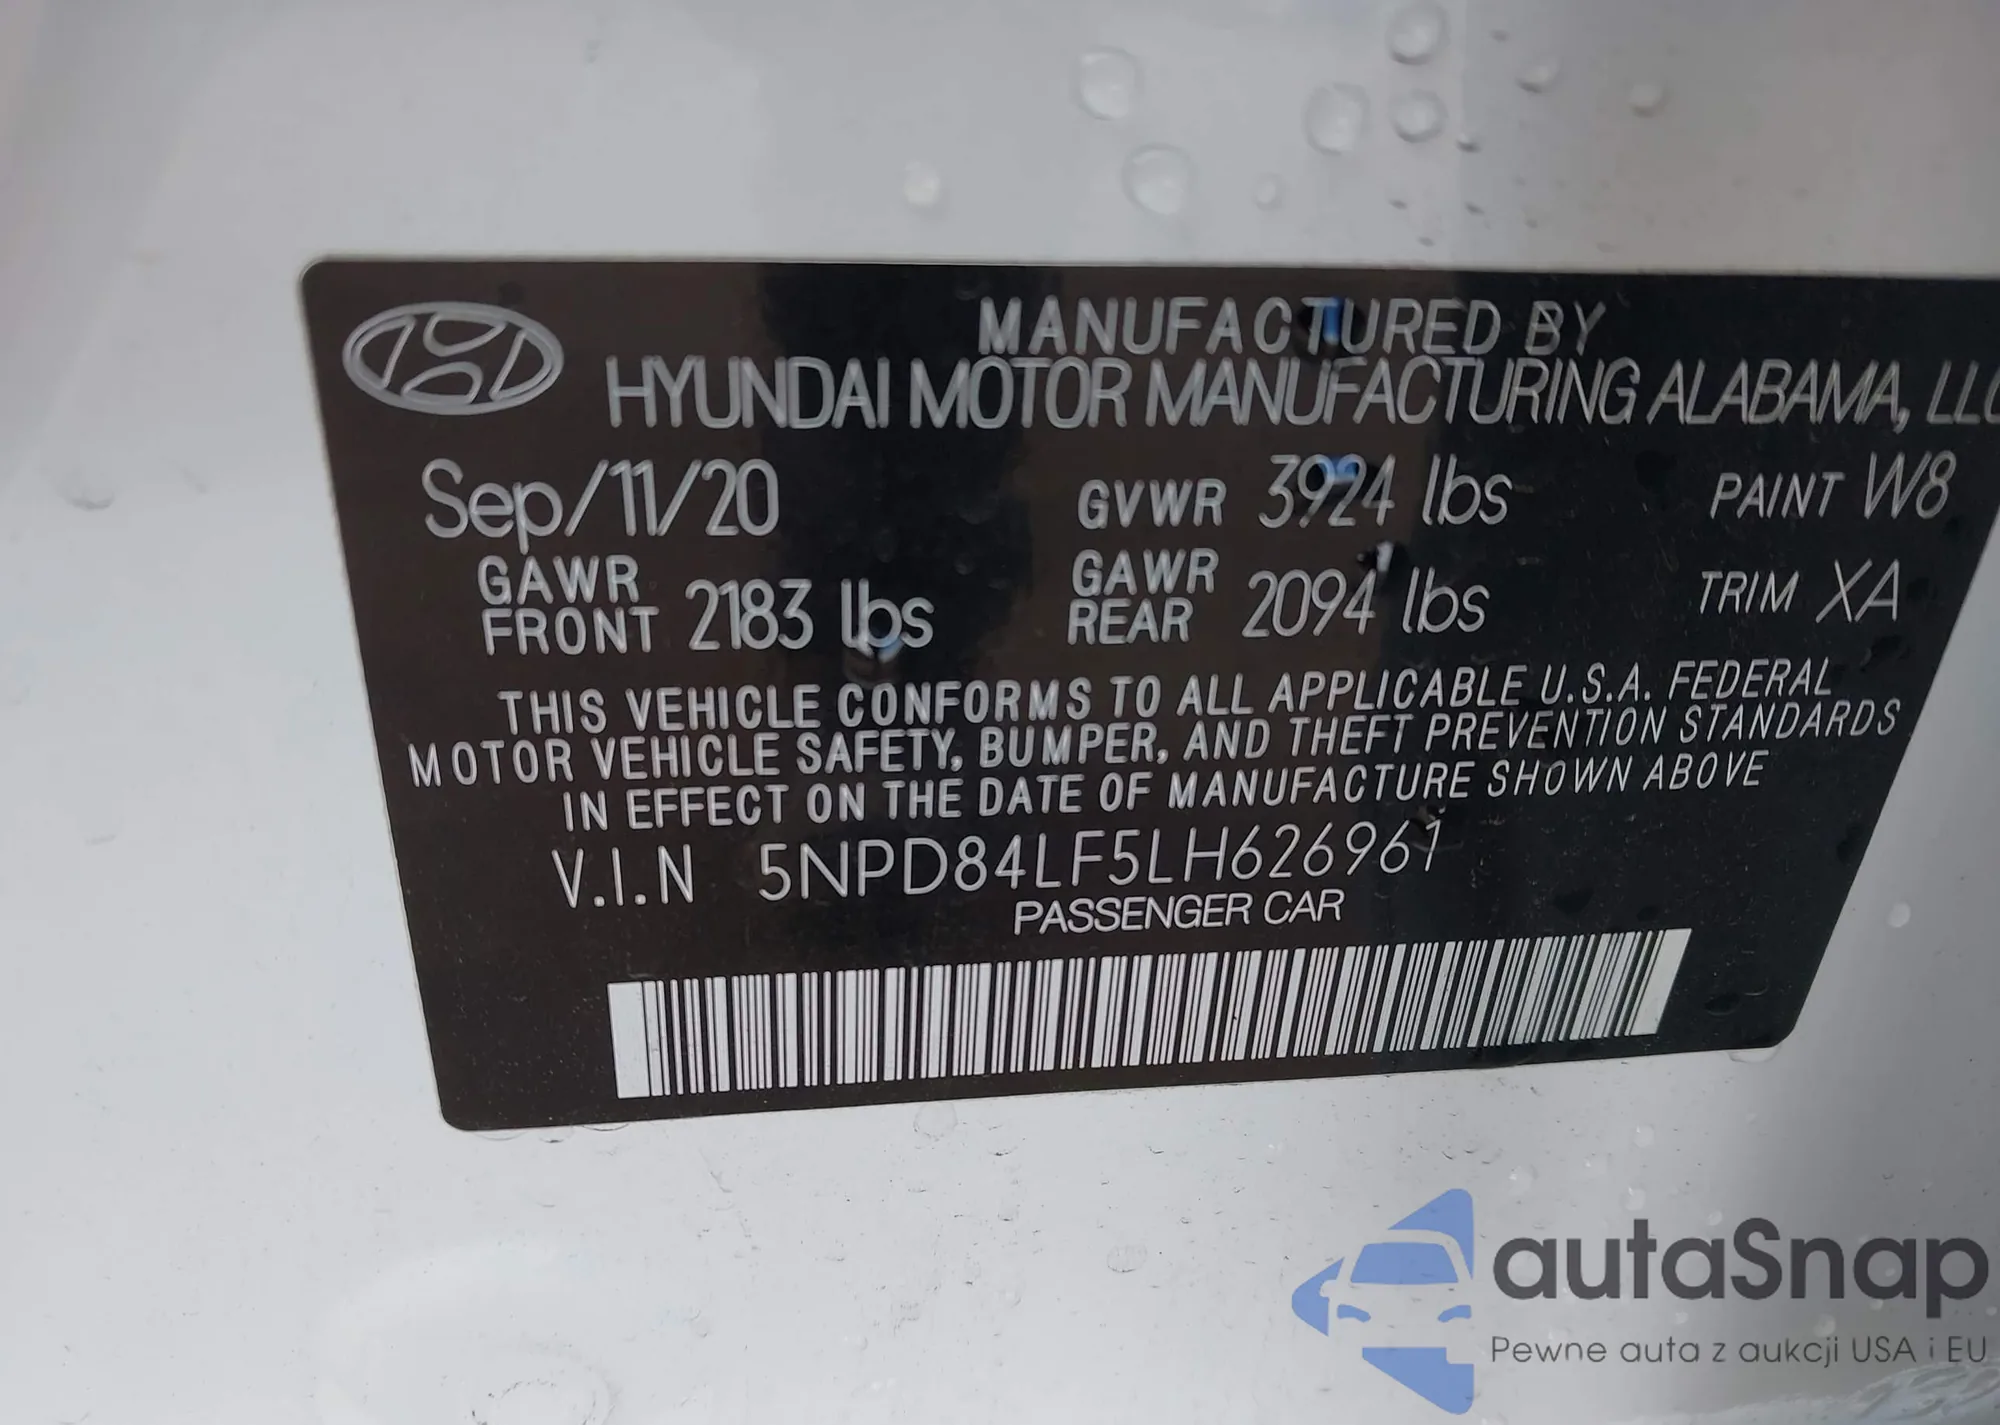 MANUFACTURED BY
HYUNDAI MOTOR MANUFACTURING ALABAMA, LLC
Sep/11/20 GVWR 3924 lbs PAINT W8
GAWR FRONT 2183 lbs GAWR REAR 2094 lbs TRIM XA
THIS VEHICLE CONFORMS TO ALL APPLICABLE U.S.A. FEDERAL
MOTOR VEHICLE SAFETY, BUMPER, AND THEFT PREVENTION STANDARDS
IN EFFECT ON THE DATE OF MANUFACTURE SHOWN ABOVE
V.I.N 5NPD84LF5LH626961
PASSENGER CAR
autaSnap
Pewne auta z aukcji USA i EU